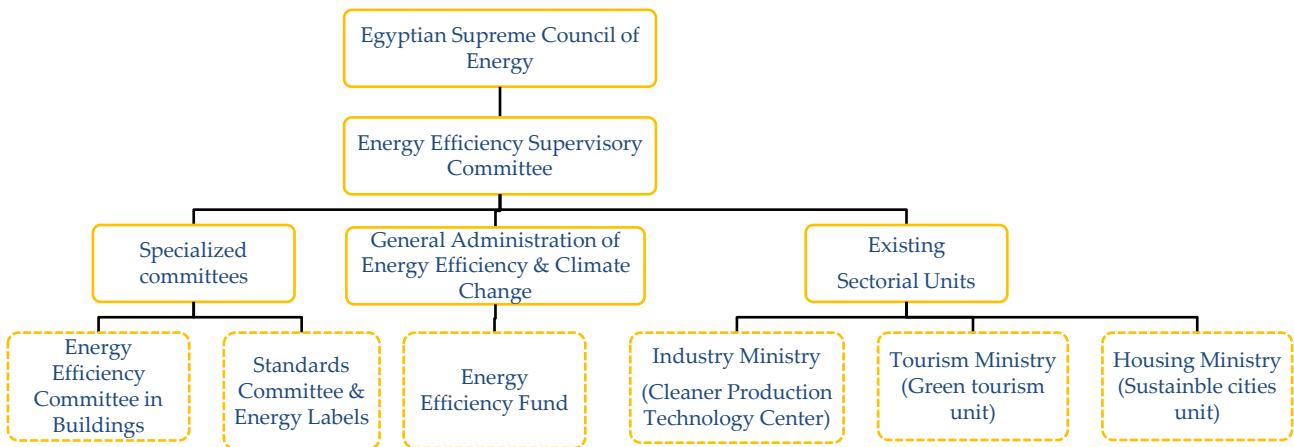 Egyptian Supreme Council of
Energy
Energy Efficiency Supervisory
Committee
Specialized
committees
General Administration of
Energy Efficiency & Climate
Change
Existing
Sectorial Units
Energy
Efficiency
Committee in
Buildings
Standards
Committee &
Energy Labels
Energy
Efficiency Fund
Industry Ministry
(Cleaner Production
Technology Center)
Tourism Ministry
(Green tourism
unit)
Housing Ministry
(Sustainble cities
unit)